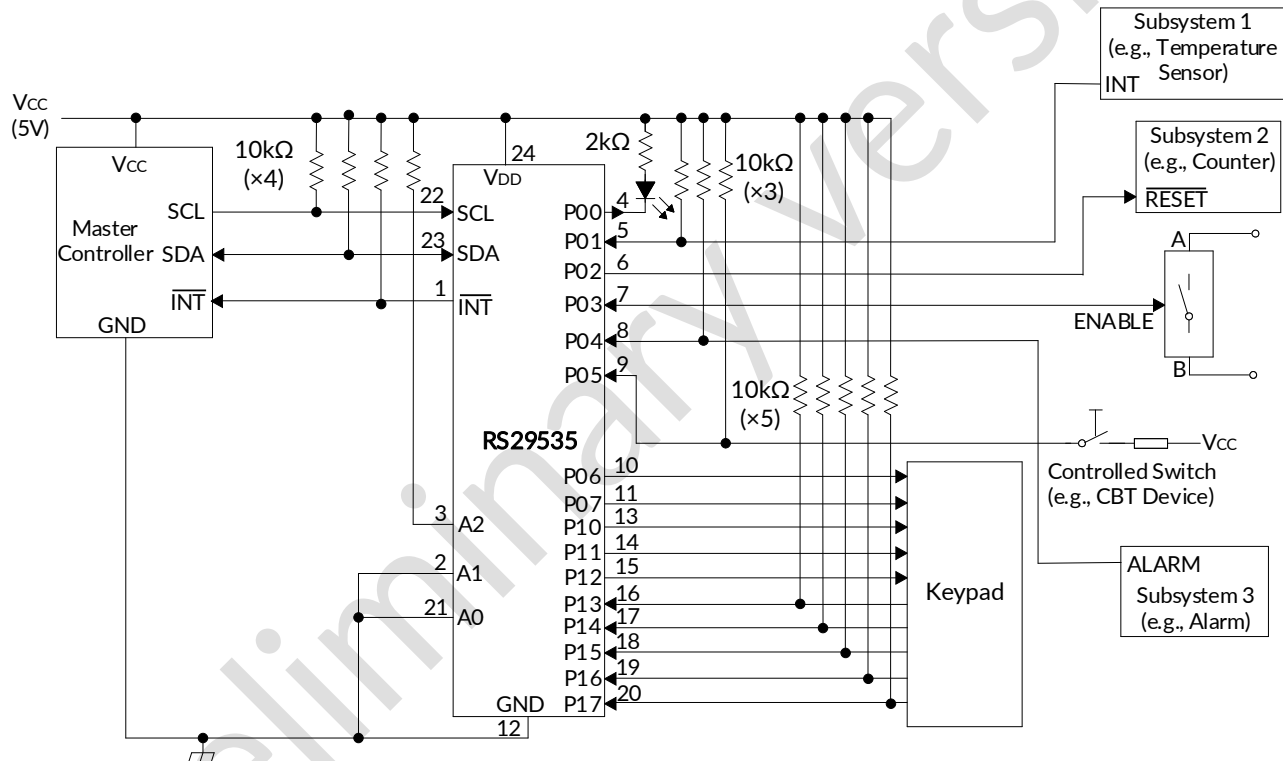 Subsystem 1
(e.g., Temperature
Sensor)
INT
VCC
(5V)
VCC
10kΩ
(×4)
SCL
Master
Controller
SDA
INT
GND
24
VDD
22
SCL
23
SDA
1
INT
RS29535
3
A2
2
A1
21
A0
GND
12
2kΩ
10kΩ
(×3)
P00
4
P01
5
P02
6
P03
7
P04
8
P05
9
10kΩ
(×5)
P06
10
P07
11
P10
13
P11
14
P12
15
P13
16
P14
17
P15
18
P16
19
P17
20
Keypad
Subsystem 2
(e.g., Counter)
RESET
A
ENABLE
B
VCC
Controlled Switch
(e.g., CBT Device)
ALARM
Subsystem 3
(e.g., Alarm)
eliminary versi